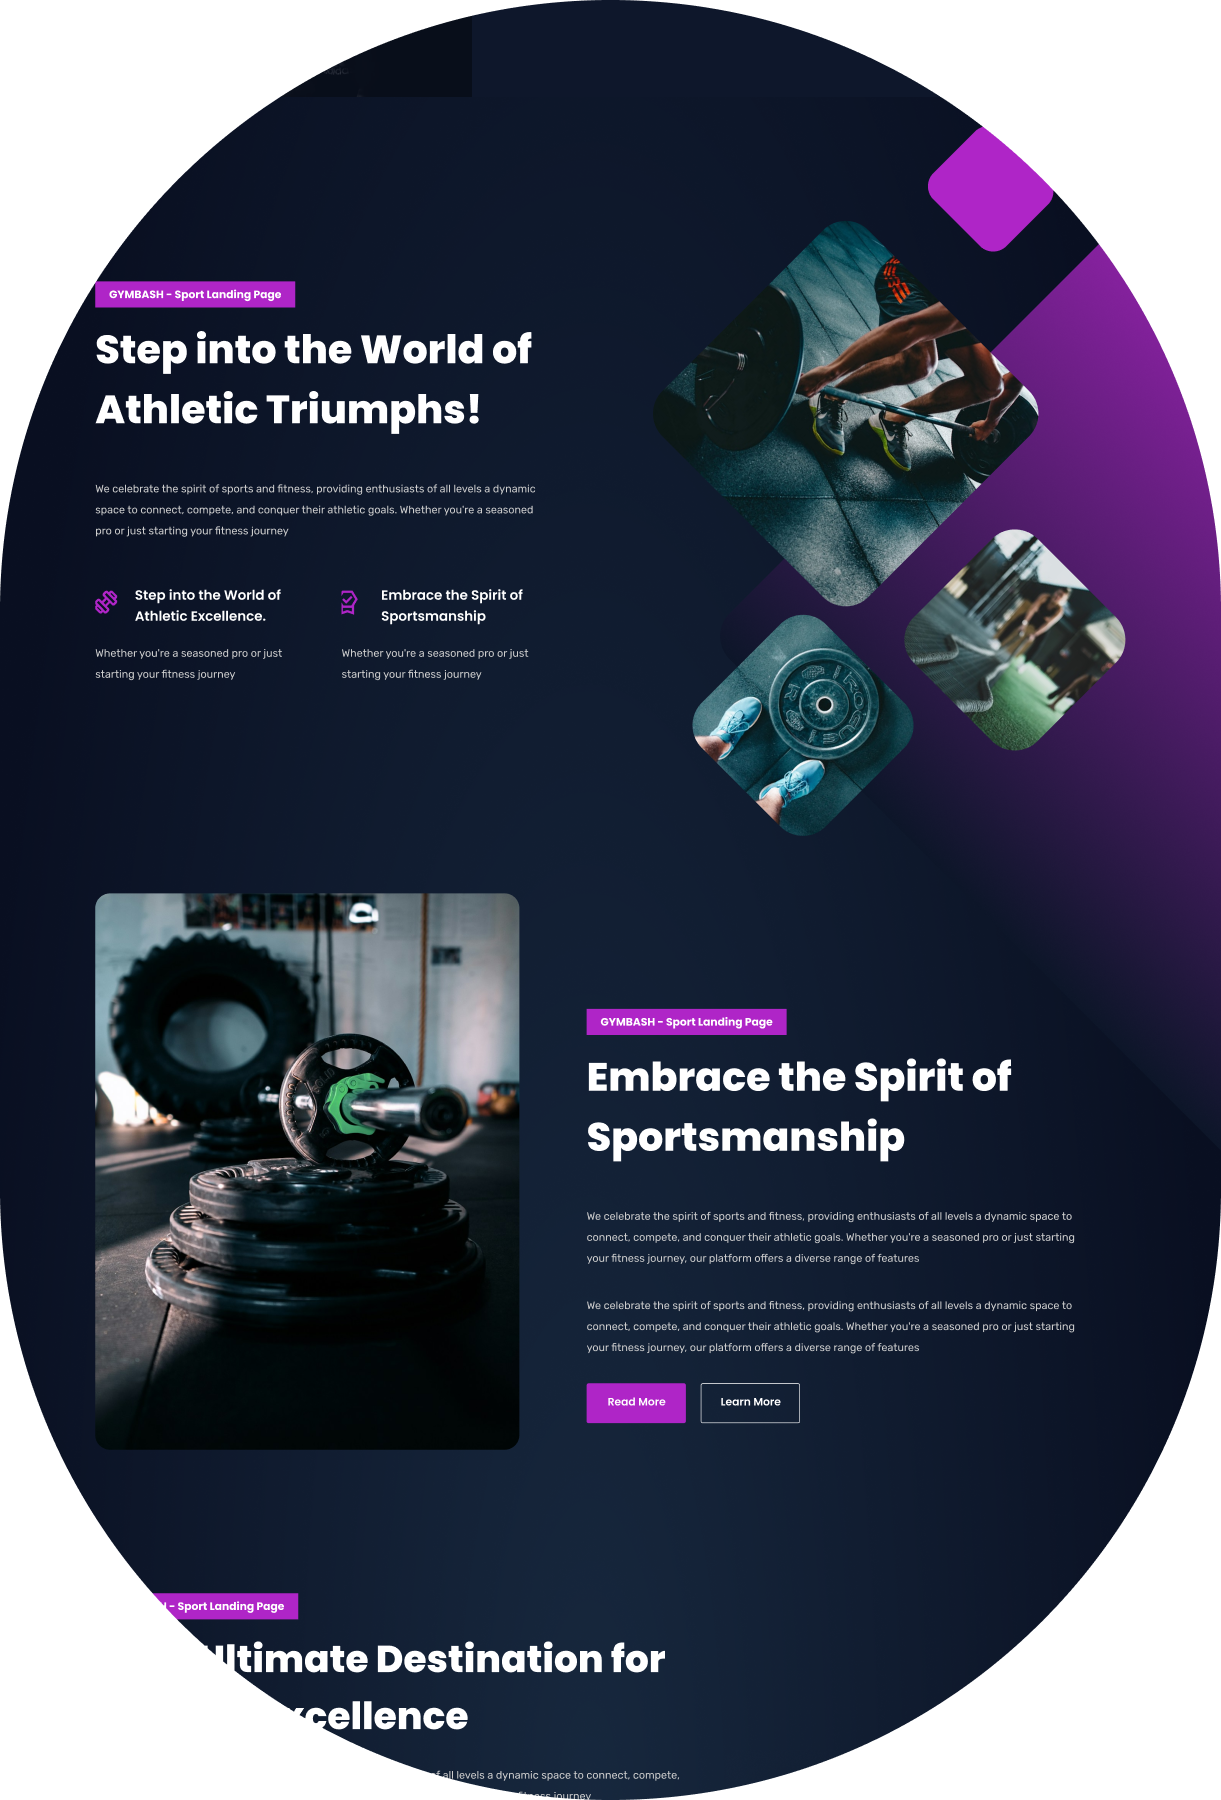 GYMBASH - Sport Landing Page
Step into the World of
Athletic Triumphs!
We celebrate the spirit of sports and fitness, providing enthusiasts of all levels a dynamic
space to connect, compete, and conquer their athletic goals. Whether you're a seasoned
pro or just starting your fitness journey
Step into the World of
Athletic Excellence.
Whether you're a seasoned pro or just
starting your fitness journey
Embrace the Spirit of
Sportsmanship
Whether you're a seasoned pro or just
starting your fitness journey
GYMBASH - Sport Landing Page
Embrace the Spirit of
Sportsmanship
We celebrate the spirit of sports and fitness, providing enthusiasts of all levels a dynamic space to
connect, compete, and conquer their athletic goals. Whether you're a seasoned pro or just starting
your fitness journey, our platform offers a diverse range of features
We celebrate the spirit of sports and fitness, providing enthusiasts of all levels a dynamic space to
connect, compete, and conquer their athletic goals. Whether you're a seasoned pro or just starting
your fitness journey, our platform offers a diverse range of features
Read More
Learn More
- Sport Landing Page
Ultimate Destination for
xcellence
of all levels a dynamic space to connect, compete,
fitness journey